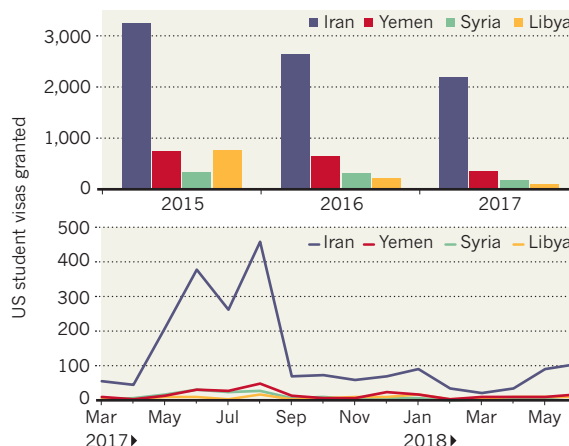 Iran Yemen Syria Libya
3,000
2,000
1,000
0
2015 2016 2017
US student visas granted
500
Iran Yemen Syria Libya
400
300
200
100
0
Mar May Jul Sep Nov Jan Mar May
2017 2018